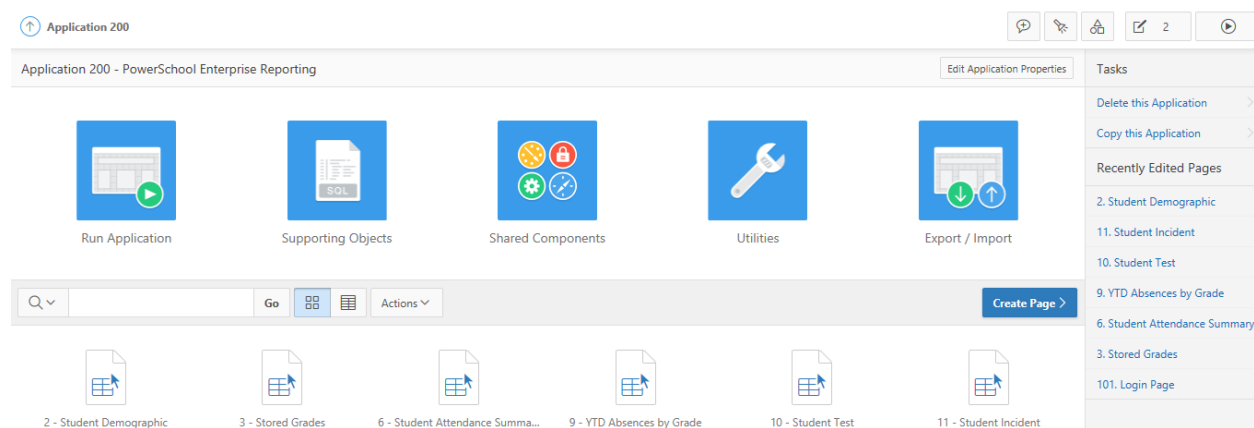 Application 200
2
Application 200 - PowerSchool Enterprise Reporting
Edit Application Properties
Run Application
SQL
Supporting Objects
Shared Components
Utilities
Export / Import
Go
Actions
Create Page
2 - Student Demographic
3 - Stored Grades
6 - Student Attendance Summa...
9 - YTD Absences by Grade
10 - Student Test
11 - Student Incident
Tasks
Delete this Application
Copy this Application
Recently Edited Pages
2. Student Demographic
11. Student Incident
10. Student Test
9. YTD Absences by Grade
6. Student Attendance Summary
3. Stored Grades
101. Login Page